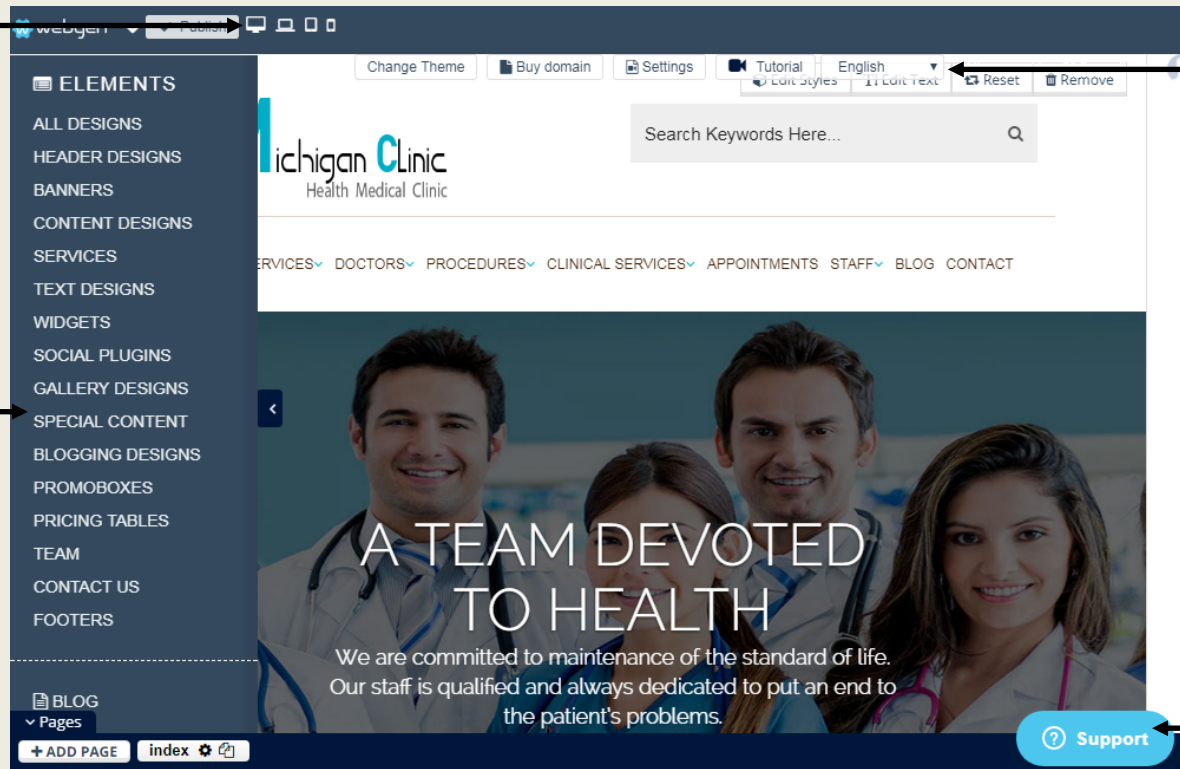 webgen Publish
Change Theme Buy domain Settings Tutorial English
Edit Styles Edit Text Reset Remove
ELEMENTS
ALL DESIGNS
HEADER DESIGNS
BANNERS
CONTENT DESIGNS
SERVICES
TEXT DESIGNS
WIDGETS
SOCIAL PLUGINS
GALLERY DESIGNS
SPECIAL CONTENT
BLOGGING DESIGNS
PROMOBOXES
PRICING TABLES
TEAM
CONTACT US
FOOTERS
BLOG
Pages
+ ADD PAGE index
Search Keywords Here...
Michigan CLinic
Health Medical Clinic
ERVICES DOCTORS PROCEDURES CLINICAL SERVICES APPOINTMENTS STAFF BLOG CONTACT
A TEAM DEVOTED
TO HEALTH
We are committed to maintenance of the standard of life.
Our staff is qualified and always dedicated to put an end to
the patient's problems.
? Support